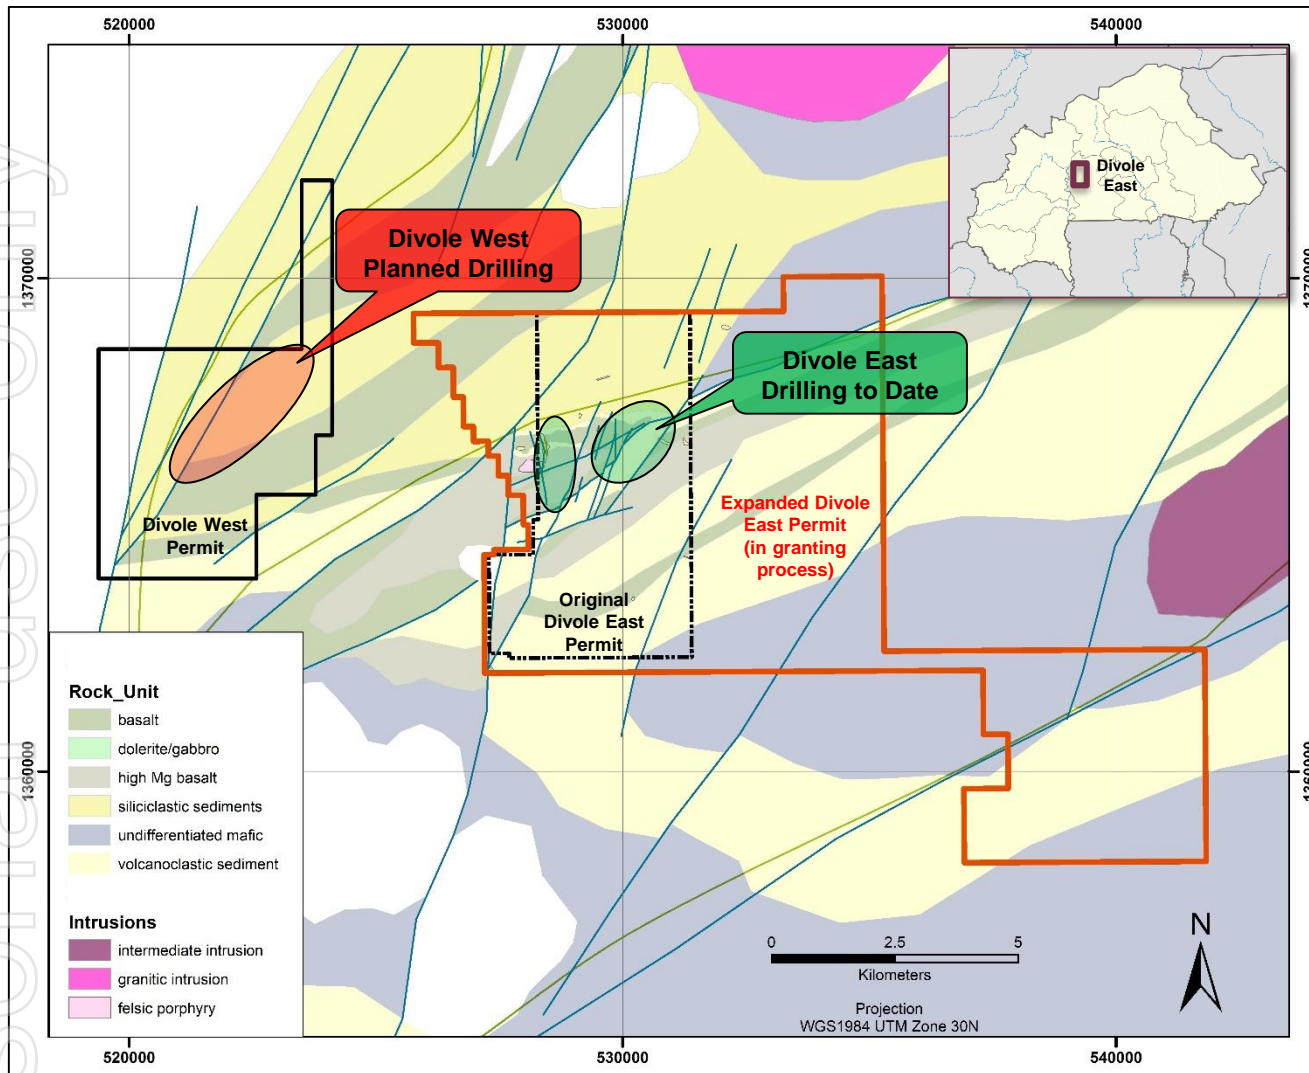 520000
530000
540000
Divole
East
Divole West
Planned Drilling
1370000
1370000
Divole East
Drilling to Date
Expanded Divole
East Permit
(in granting
process)
Divole West
Permit
Original
Divole East
Permit
Rock_Unit
basalt
dolerite/gabbro
high Mg basalt
siliciclastic sediments
undifferentiated mafic
volcanoclastic sediment
Intrusions
intermediate intrusion
granitic intrusion
felsic porphyry
1360000
1360000
0
2.5
5
Kilometers
Projection
WGS1984 UTM Zone 30N
N
520000
530000
540000